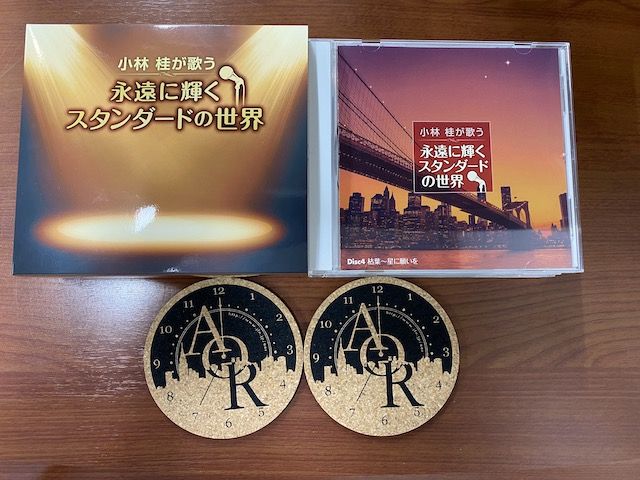 小林 桂が歌う
永遠に輝く
スタンダードの世界
小林 桂が歌う
永遠に輝く
スタンダード
の世界
Disc4 枯葉～星に願いを
12
11 1
10 2
9 3
8 4
7 5
6
AOR
12
11 1
10 2
9 3
8 4
7 5
6
AOR